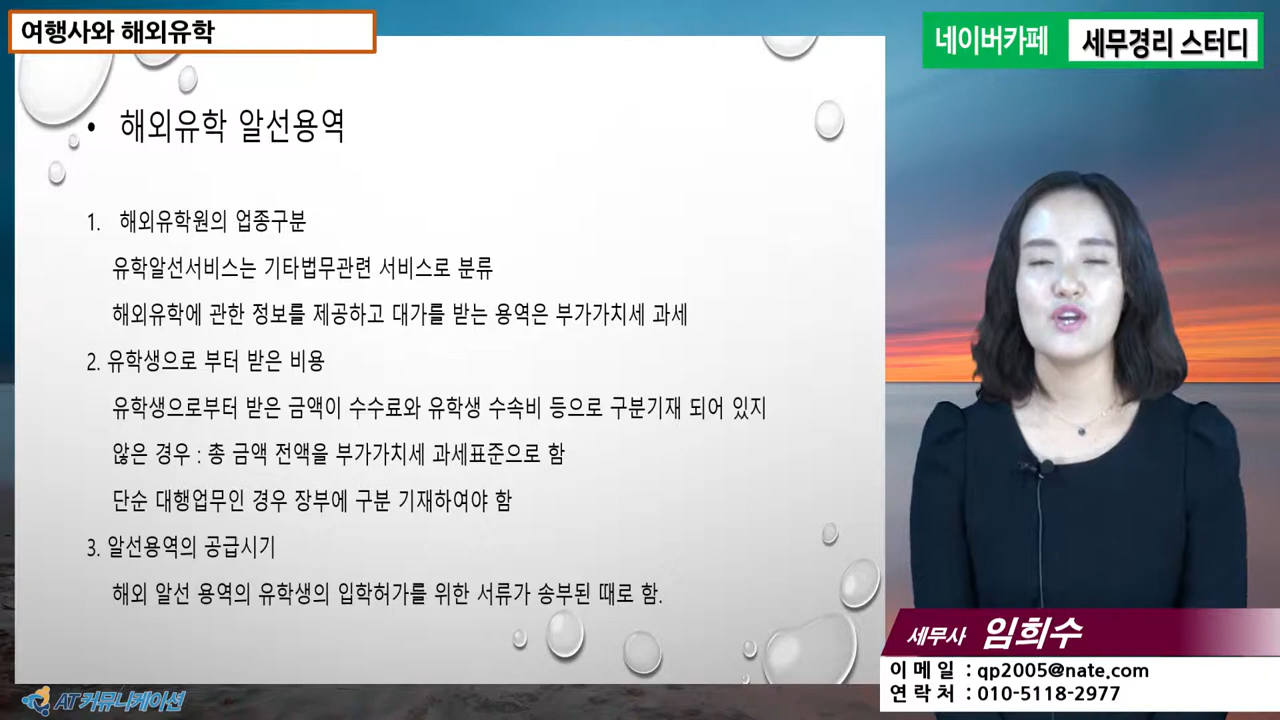 여행사와 해외유학
네이버카페 세무경리 스터디
• 해외유학 알선용역
1. 해외유학원의 업종구분
유학알선서비스는 기타법무관련 서비스로 분류
해외유학에 관한 정보를 제공하고 대가를 받는 용역은 부가가치세 과세
2. 유학생으로 부터 받은 비용
유학생으로부터 받은 금액이 수수료와 유학생 수속비 등으로 구분기재 되어 있지
않은 경우 : 총 금액 전액을 부가가치세 과세표준으로 함
단순 대행업무인 경우 장부에 구분 기재하여야 함
3. 알선용역의 공급시기
해외 알선 용역의 유학생의 입학허가를 위한 서류가 송부된 때로 함.
세무사 임희수
이 메 일 : qp2005@nate.com
연 락 처 : 010-5118-2977
AT커뮤니케이션